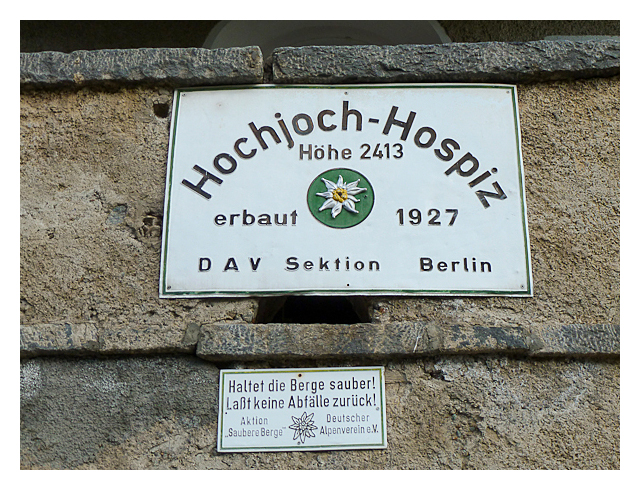 Hochjoch-Hospiz
Höhe 2413
erbaut 1927
DAV Sektion Berlin
Haltet die Berge sauber!
Laßt keine Abfälle zurück!
Aktion Deutscher
„Saubere Berge" Alpenverein e.V.